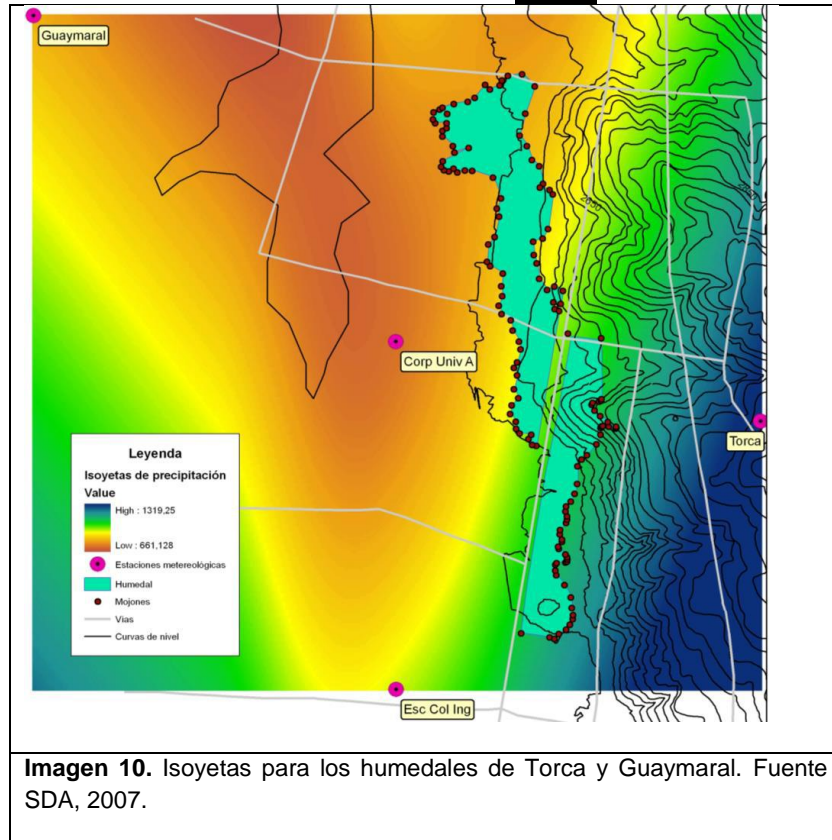 Guaymaral
2650
Corp Univ A
Torca
Leyenda
Isoyetas de precipitación
Value
High : 1319,25
Low : 661,128
Estaciones metereológicas
Humedal
Mojones
Vias
Curvas de nivel
Esc Col Ing
Imagen 10. Isoyetas para los humedales de Torca y Guaymaral. Fuente
SDA, 2007.